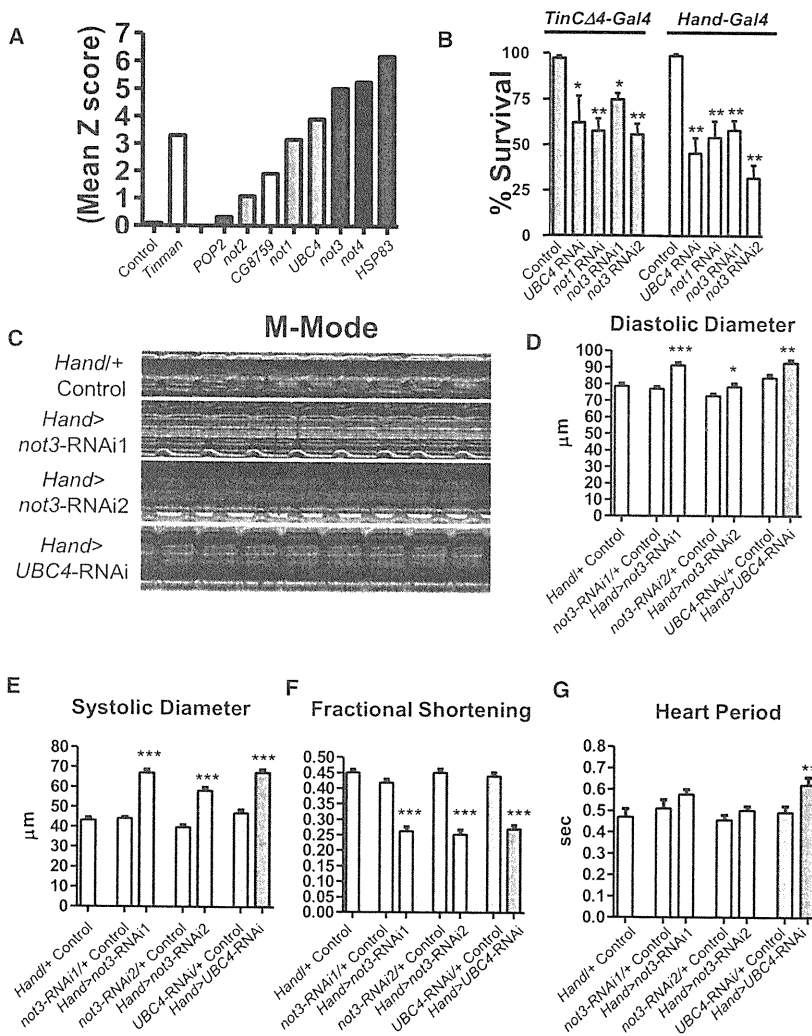 A
(Mean Z score)
7
6
5
4
3
2
1
0
Control
Tinman
POP2
not2
CG8759
not1
UBC4
not3
not4
HSP83
B
TinCΔ4-Gal4
Hand-Gal4
% Survival
100
75
50
25
0
*
**
*
**
**
**
**
**
Control
UBC4 RNAi
not1 RNAi
not3 RNAi1
not3 RNAi2
Control
UBC4 RNAi
not1 RNAi
not3 RNAi1
not3 RNAi2
C
M-Mode
Hand/+
Control
Hand>
not3-RNAi1
Hand>
not3-RNAi2
Hand>
UBC4-RNAi
D
Diastolic Diameter
μm
100
90
80
70
60
50
40
30
20
10
0
***
*
**
Hand/+ Control
not3-RNAi1/+ Control
Hand>not3-RNAi1
not3-RNAi2/+ Control
Hand>not3-RNAi2
UBC4-RNAi/+ Control
Hand>UBC4-RNAi
E
Systolic Diameter
μm
80
70
60
50
40
30
20
10
0
***
***
***
Hand/+ Control
not3-RNAi1/+ Control
Hand>not3-RNAi1
not3-RNAi2/+ Control
Hand>not3-RNAi2
UBC4-RNAi/+ Control
Hand>UBC4-RNAi
F
Fractional Shortening
0.50
0.45
0.40
0.35
0.30
0.25
0.20
0.15
0.10
0.05
0.00
***
***
***
Hand/+ Control
not3-RNAi1/+ Control
Hand>not3-RNAi1
not3-RNAi2/+ Control
Hand>not3-RNAi2
UBC4-RNAi/+ Control
Hand>UBC4-RNAi
G
Heart Period
sec
0.8
0.7
0.6
0.5
0.4
0.3
0.2
0.1
0.0
**
Hand/+ Control
not3-RNAi1/+ Control
Hand>not3-RNAi1
not3-RNAi2/+ Control
Hand>not3-RNAi2
UBC4-RNAi/+ Control
Hand>UBC4-RNAi